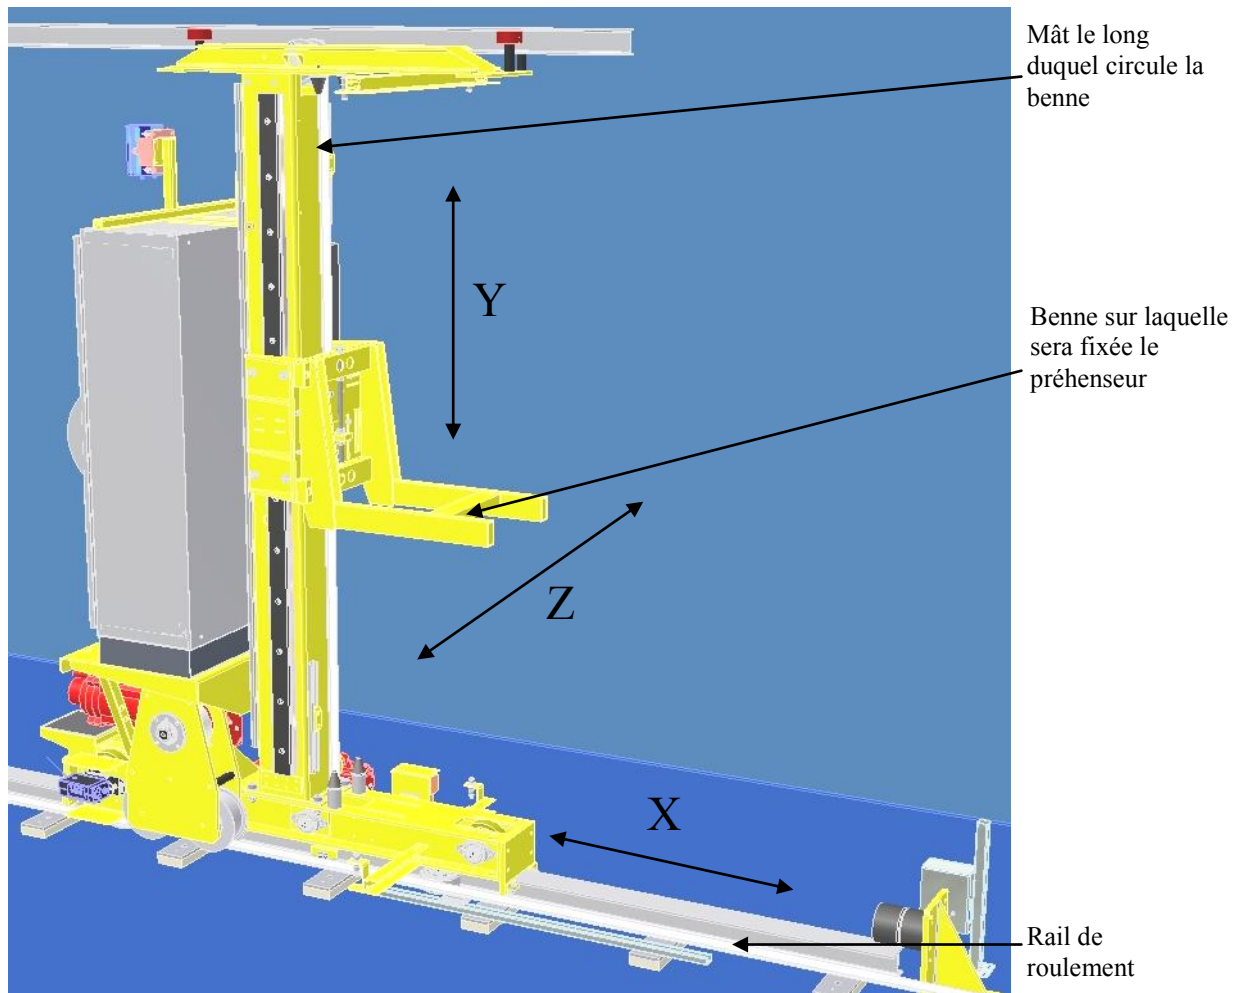 Mât le long
duquel circule la
benne
Y
Benne sur laquelle
sera fixée le
préhenseur
Z
X
Rail de
roulement